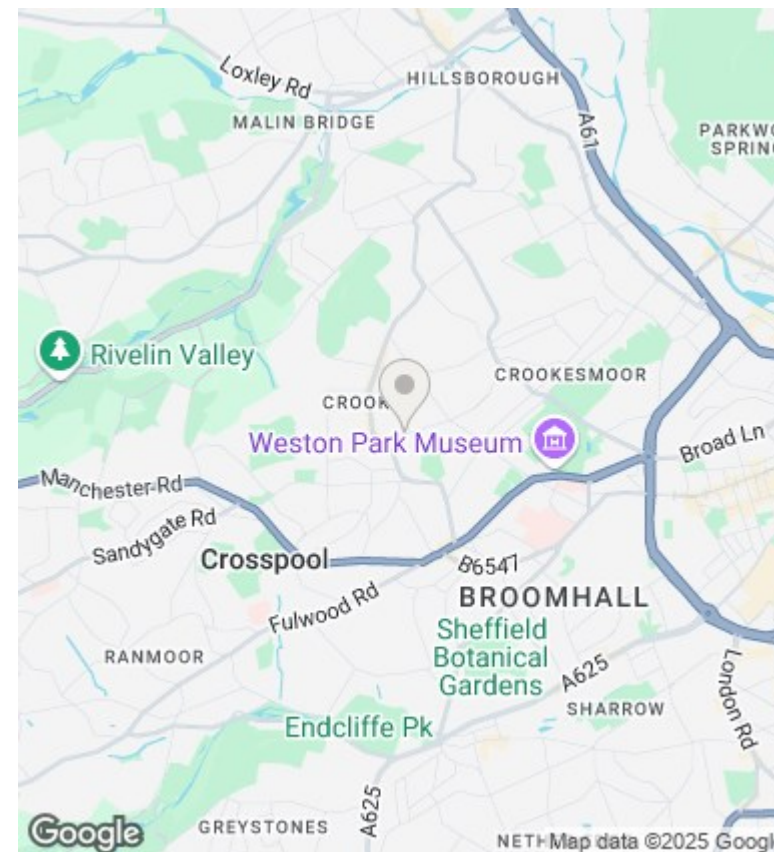 Loxley Rd
HILLSBOROUGH
MALIN BRIDGE
A61
PARKWO
SPRIN
Rivelin Valley
CROOK
CROOKESMOOR
Weston Park Museum
Broad Ln
Manchester Rd
Sandygate Rd
Crosspool
B6547
Fulwood Rd
BROOMHALL
Sheffield
Botanical
Gardens
RANMOOR
A625
SHARROW
London Rd
Endcliffe Pk
A625
GREYSTONES
Google
NETH
Map data ©2025 Googl